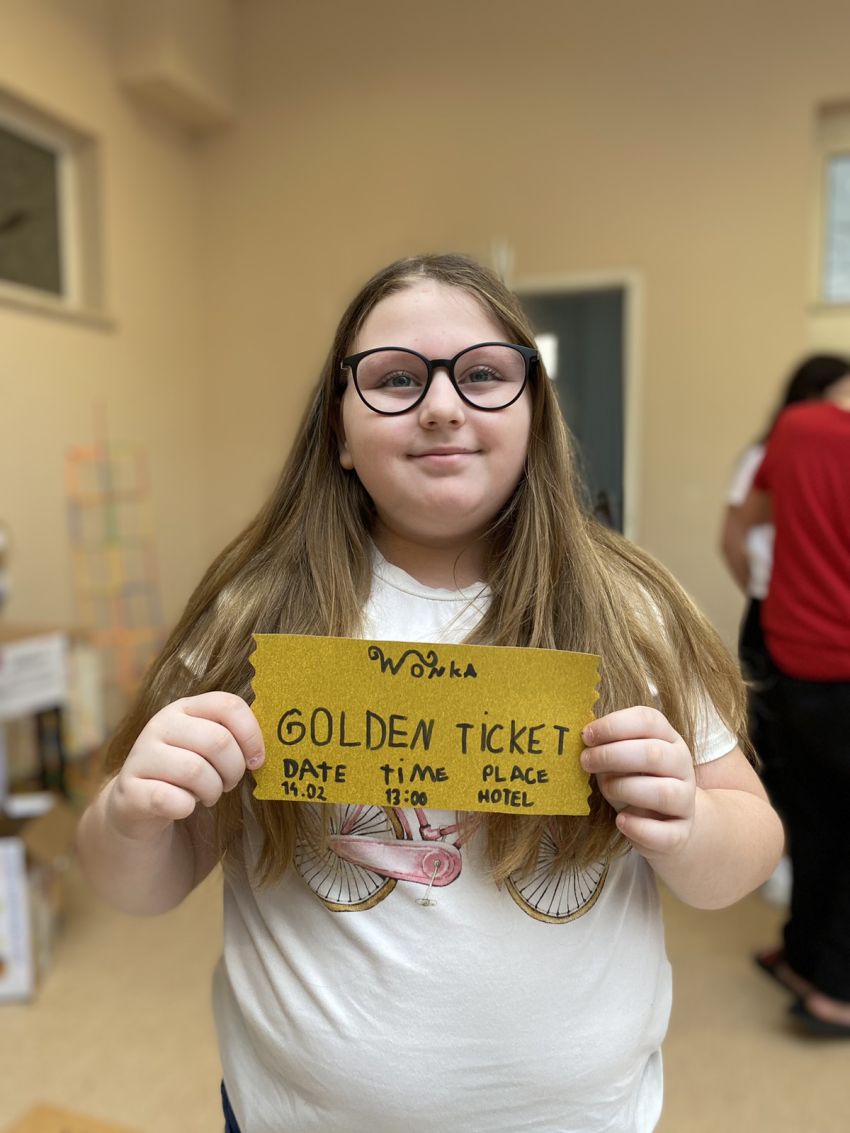 WONKA
GOLDEN TiCKET
DATE TiME PLACE
14.02 13:00 HOTEL